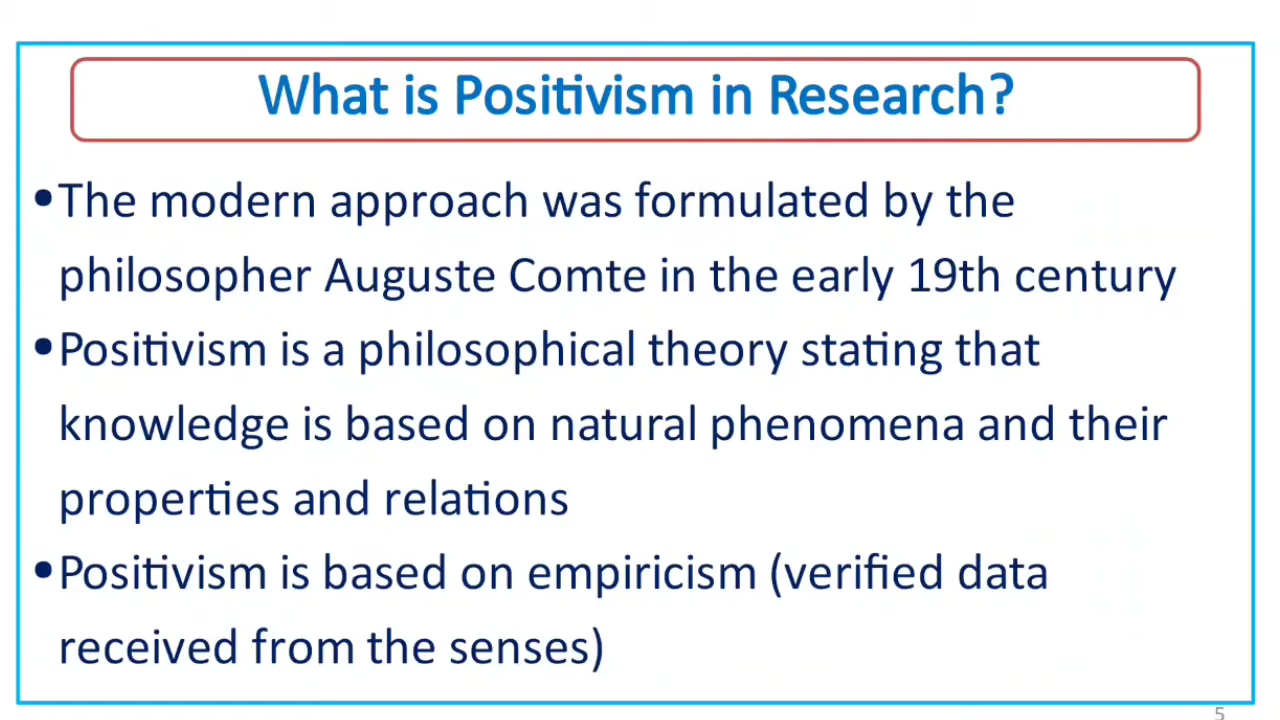 What is Positivism in Research?
•The modern approach was formulated by the
philosopher Auguste Comte in the early 19th century
•Positivism is a philosophical theory stating that
knowledge is based on natural phenomena and their
properties and relations
•Positivism is based on empiricism (verified data
received from the senses)
5